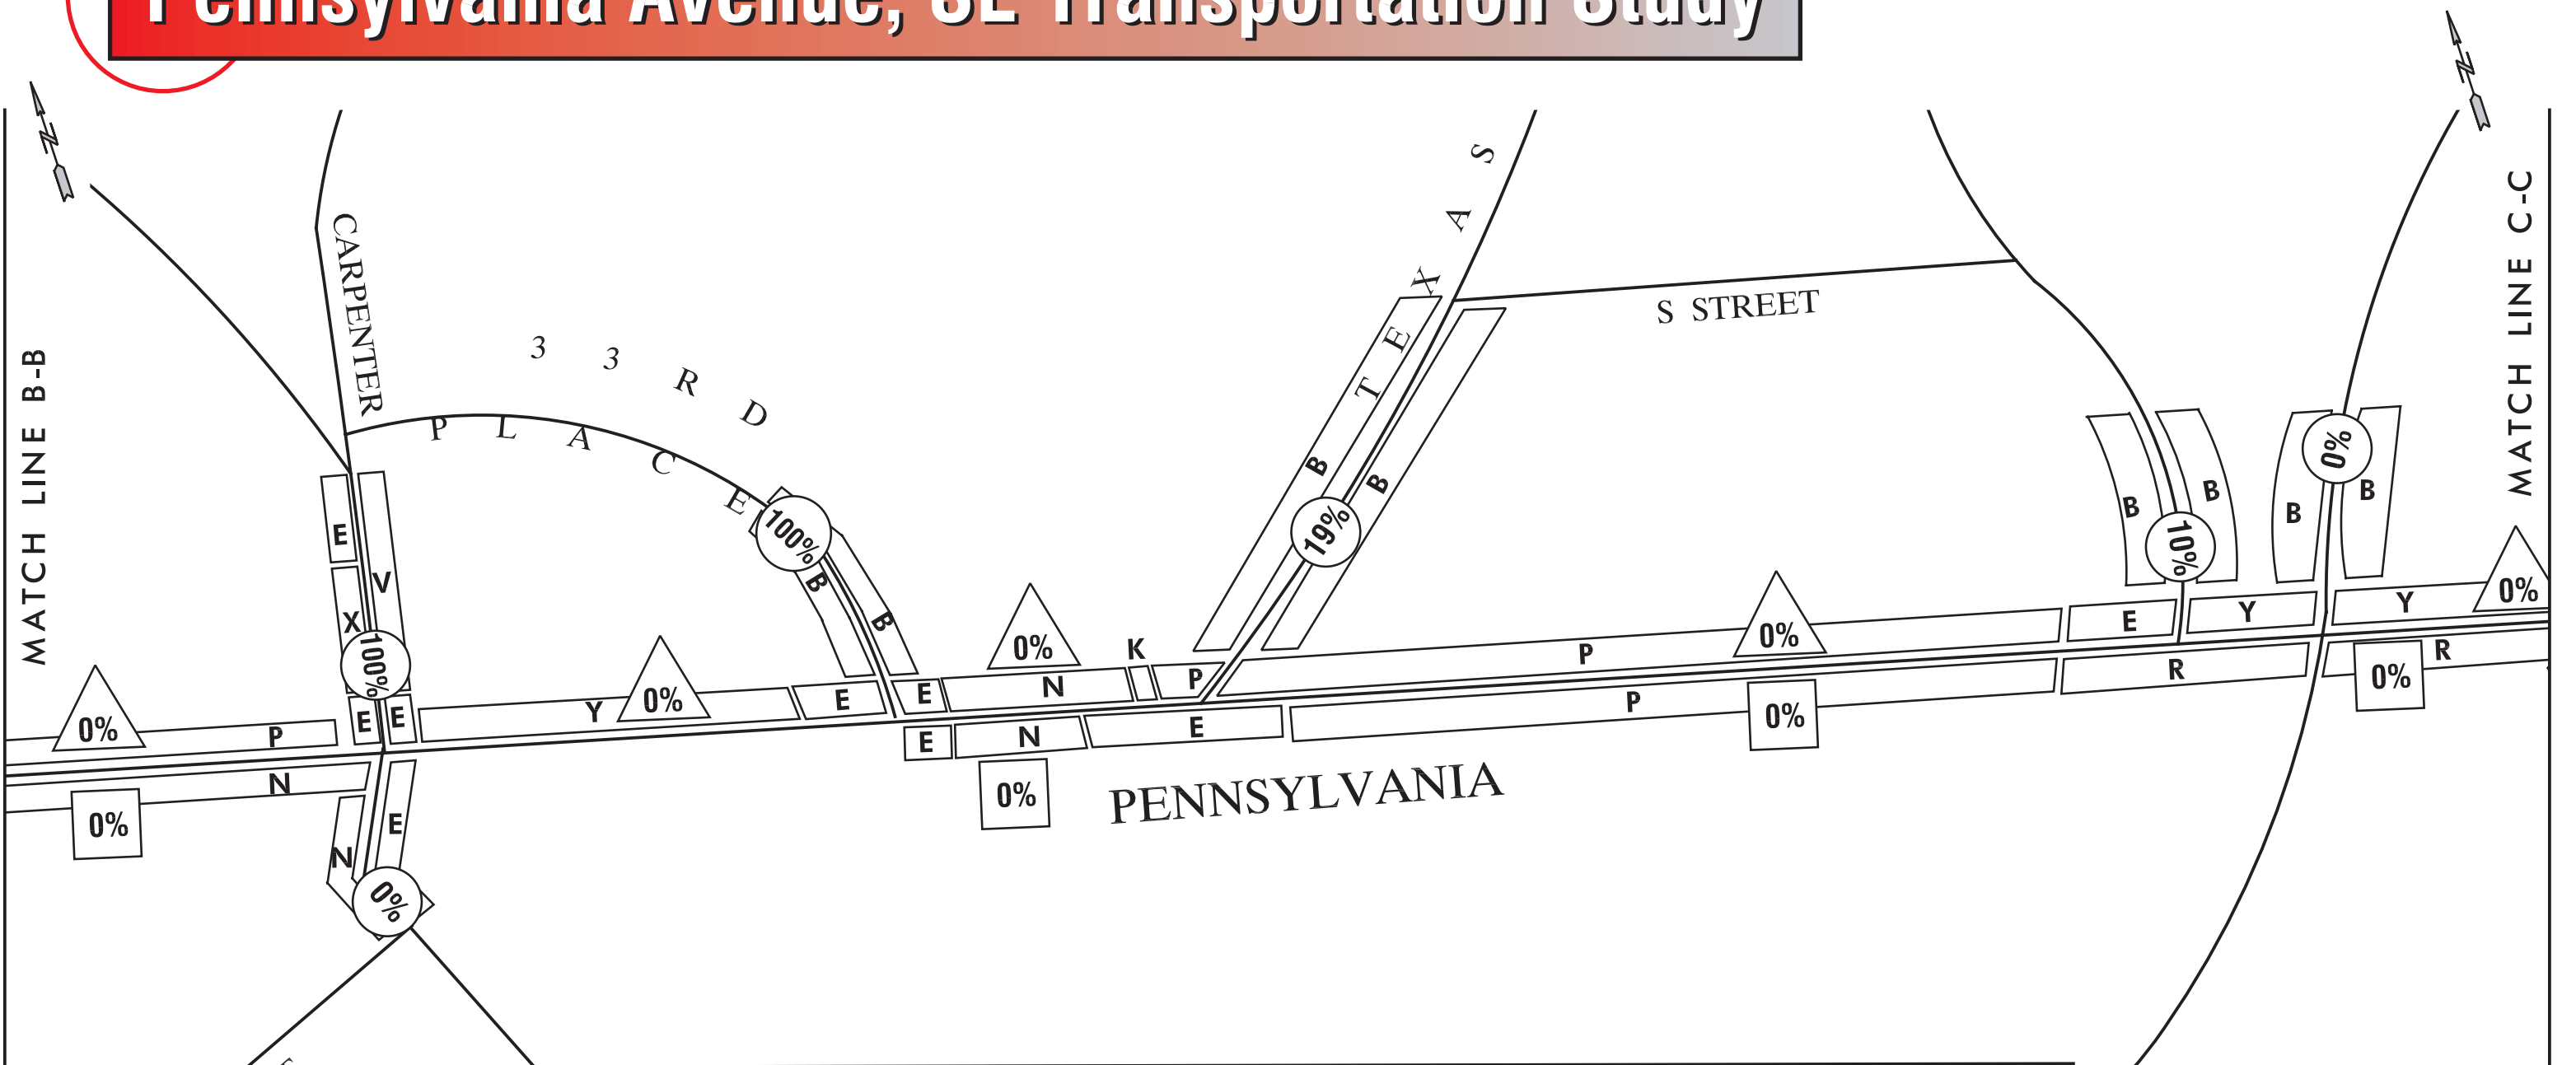 Pennsylvania Avenue, SE Transportation Study
N
N
MATCH LINE B-B
MATCH LINE C-C
CARPENTER
33RD
PLACE
TEXAS
S STREET
PENNSYLVANIA
E
V
X
100%
E
E
100%
B
B
B
B
19%
B
B
10%
B
B
0%
0%
P
Y
0%
E
E
0%
N
K
P
P
0%
E
Y
Y
0%
N
0%
E
N
0%
E
P
0%
R
R
0%
N
E
0%